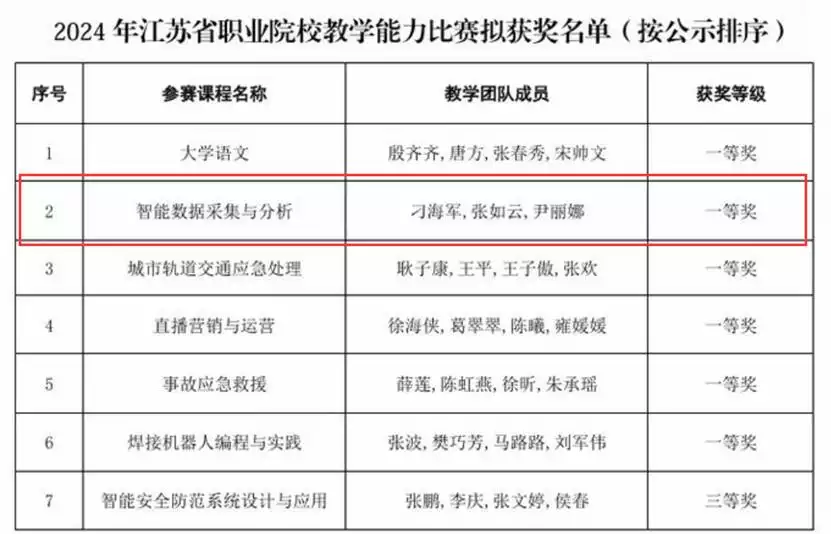 2024年江苏省职业院校教学能力比赛拟获奖名单（按公示排序）
序号 参赛课程名称 教学团队成员 获奖等级
1 大学语文 殷齐齐,唐方,张春秀,宋帅文 一等奖
2 智能数据采集与分析 刁海军,张如云,尹丽娜 一等奖
3 城市轨道交通应急处理 耿子康,王平,王子傲,张欢 一等奖
4 直播营销与运营 徐海侠,葛翠翠,陈曦,雍媛媛 一等奖
5 事故应急救援 薛莲,陈虹燕,徐昕,朱承瑶 一等奖
6 焊接机器人编程与实践 张波,樊巧芳,马路路,刘军伟 一等奖
7 智能安全防范系统设计与应用 张鹏,李庆,张文婷,侯春 三等奖